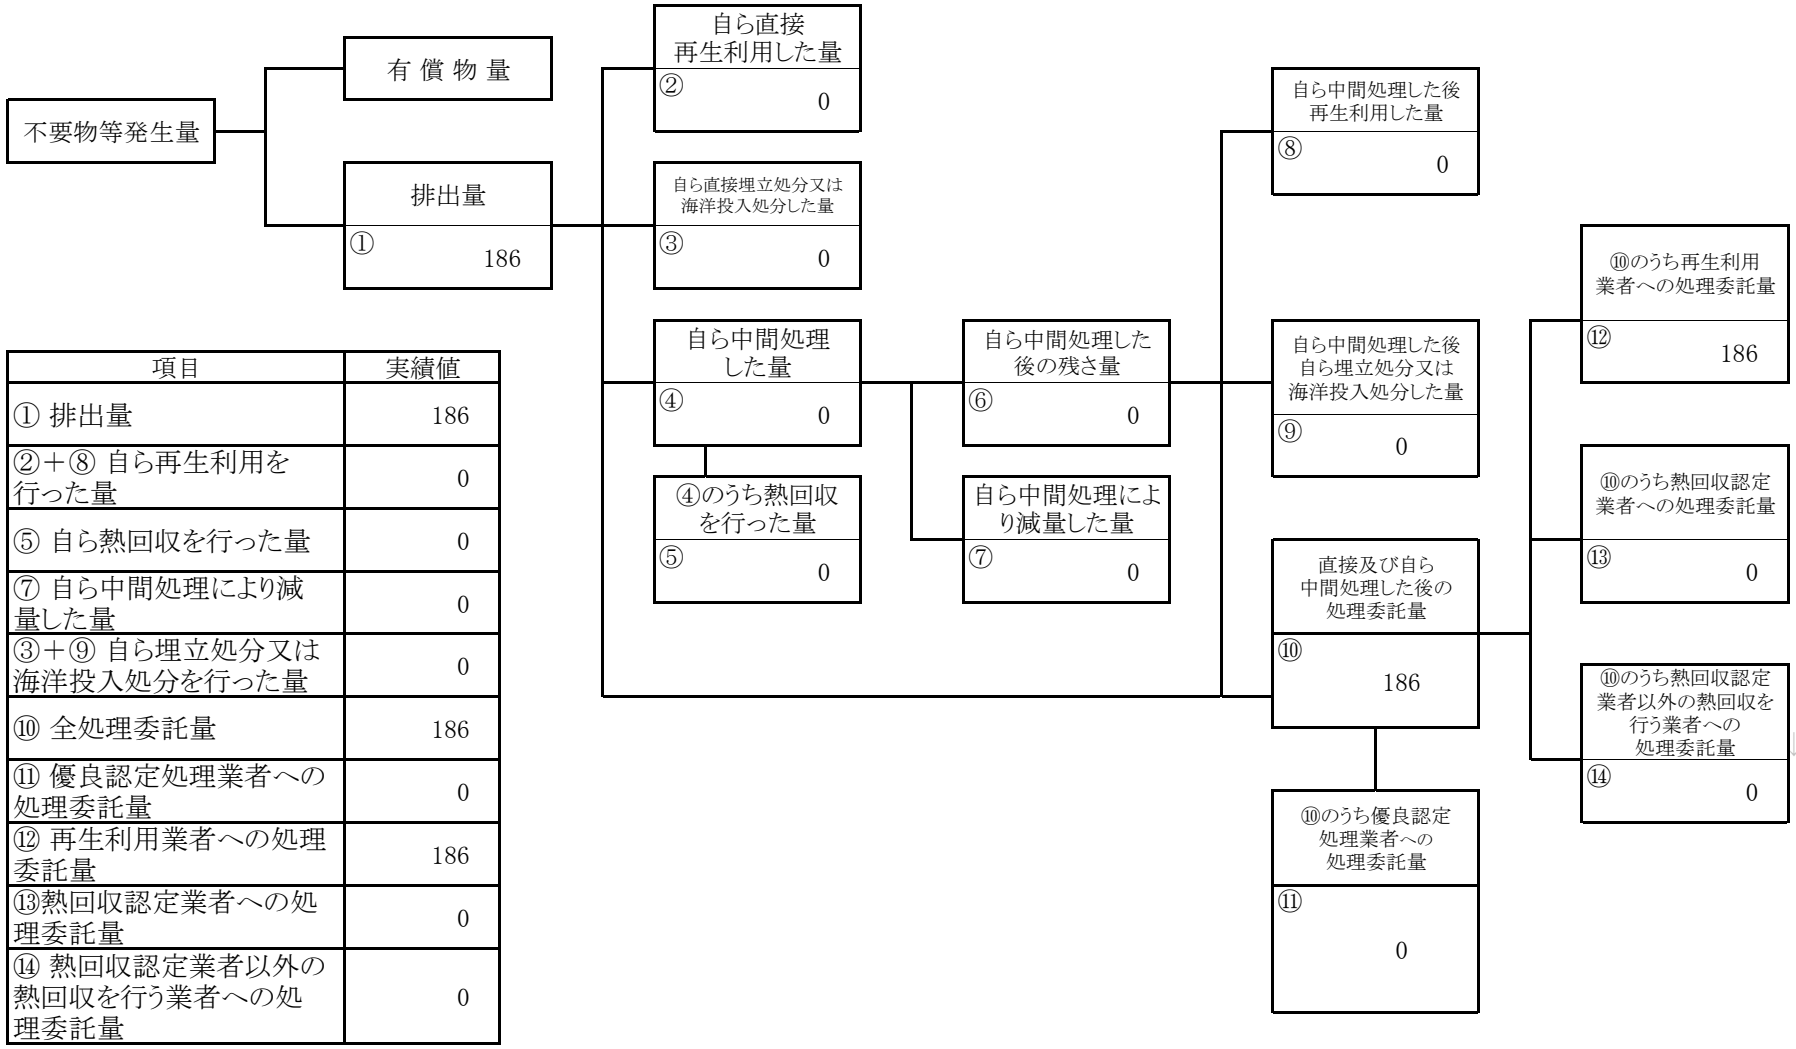 不要物等発生量
有 償 物 量
排出量
①
186
自ら直接
再生利用した量
②
0
自ら直接埋立処分又は
海洋投入処分した量
③
0
自ら中間処理
した量
④
0
④のうち熱回収
を行った量
⑤
0
自ら中間処理した
後の残さ量
⑥
0
自ら中間処理によ
り減量した量
⑦
0
自ら中間処理した後
再生利用した量
⑧
0
自ら中間処理した後
自ら埋立処分又は
海洋投入処分した量
⑨
0
直接及び自ら
中間処理した後の
処理委託量
⑩
186
⑩のうち優良認定
処理業者への
処理委託量
⑪
0
⑩のうち再生利用
業者への処理委託量
⑫
186
⑩のうち熱回収認定
業者への処理委託量
⑬
0
⑩のうち熱回収認定
業者以外の熱回収を
行う業者への
処理委託量
⑭
0
↓
項目 実績値
① 排出量 186
②＋⑧ 自ら再生利用を
行った量 0
⑤ 自ら熱回収を行った量 0
⑦ 自ら中間処理により減
量した量 0
③＋⑨ 自ら埋立処分又は
海洋投入処分を行った量 0
⑩ 全処理委託量 186
⑪ 優良認定処理業者への
処理委託量 0
⑫ 再生利用業者への処理
委託量 186
⑬熱回収認定業者への処
理委託量 0
⑭ 熱回収認定業者以外の
熱回収を行う業者への処
理委託量 0